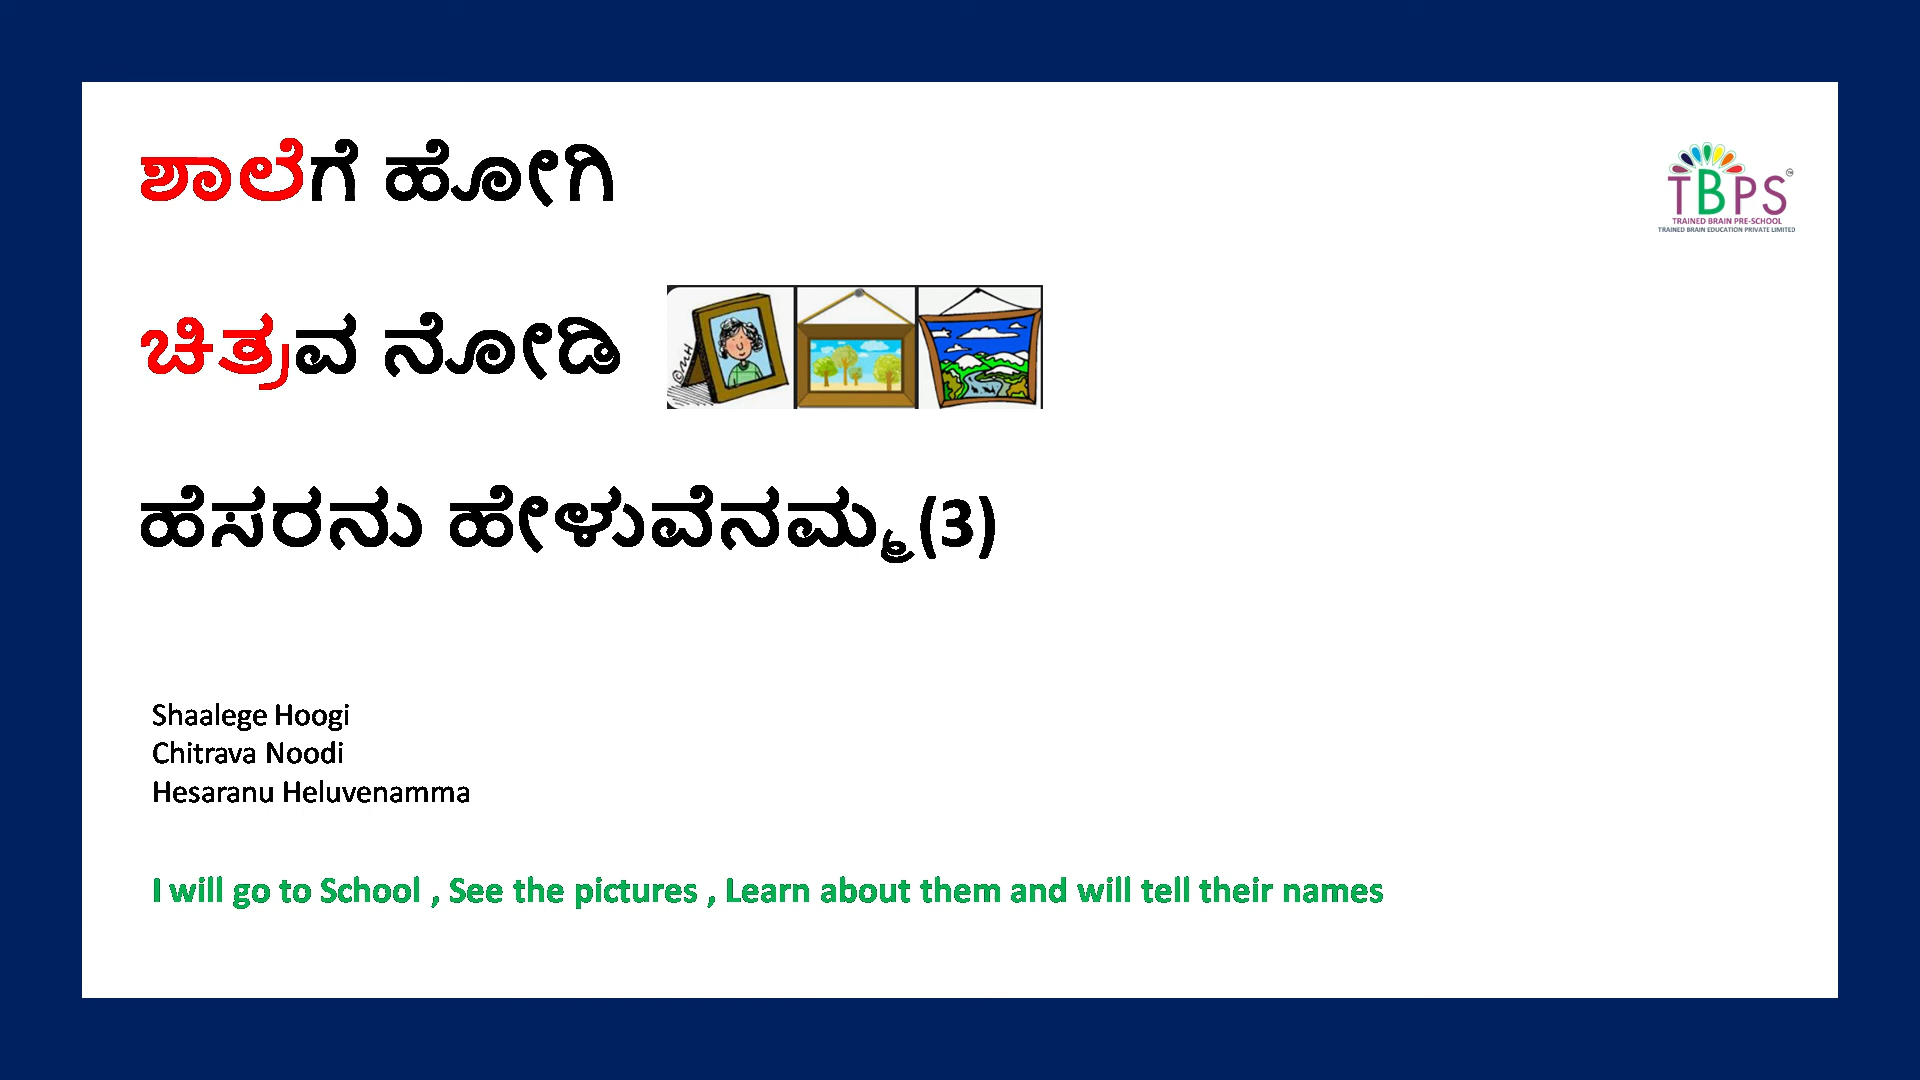 ಶಾಲೆಗೆ ಹೋಗಿ
TBPS
TRAINED BRAIN PRE-SCHOOL
TRAINED BRAIN EDUCATION PRIVATE LIMITED
ಚಿತ್ರವ ನೋಡಿ
ಹೆಸರನು ಹೇಳುವೆನಮ್ಮ (3)
Shaalege Hoogi
Chitrava Noodi
Hesaranu Heluvenamma
I will go to School , See the pictures , Learn about them and will tell their names